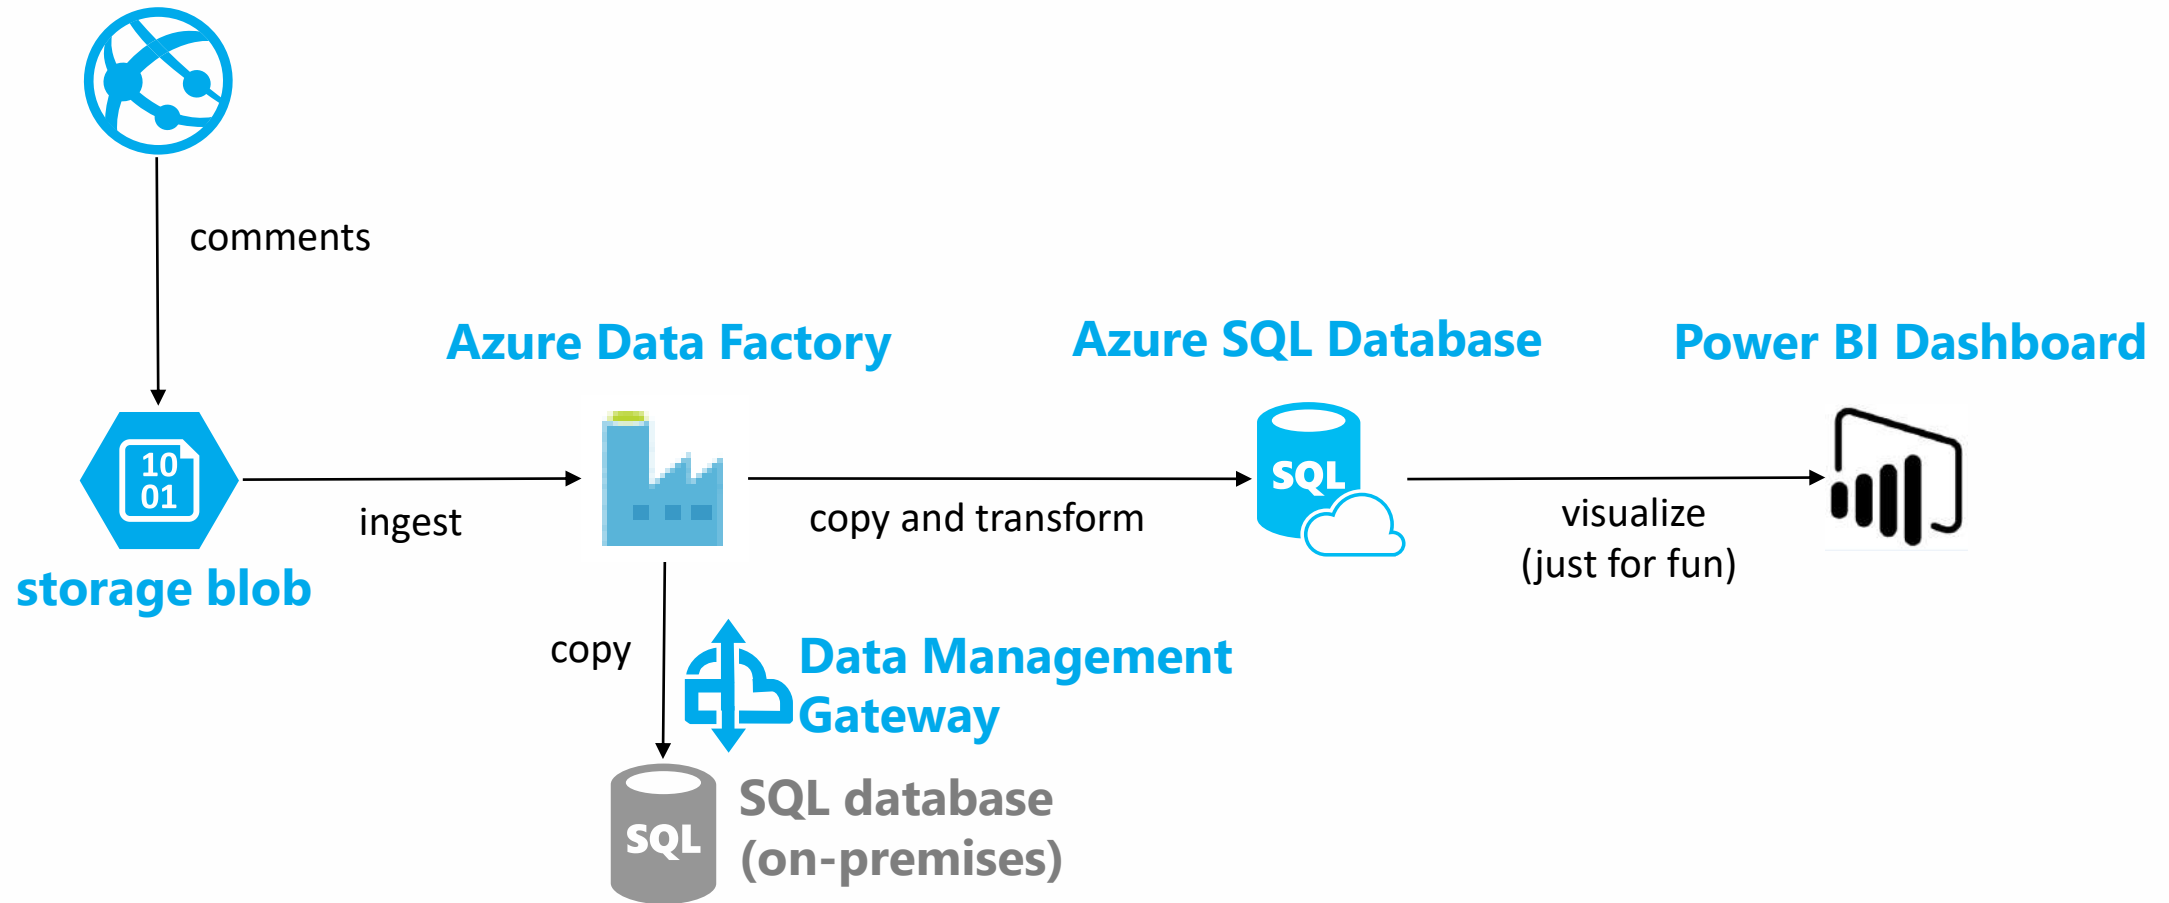 comments
Azure Data Factory
Azure SQL Database
Power BI Dashboard
10
01
SQL
ingest
copy and transform
visualize
(just for fun)
storage blob
copy
Data Management
Gateway
SQL
SQL database
(on-premises)